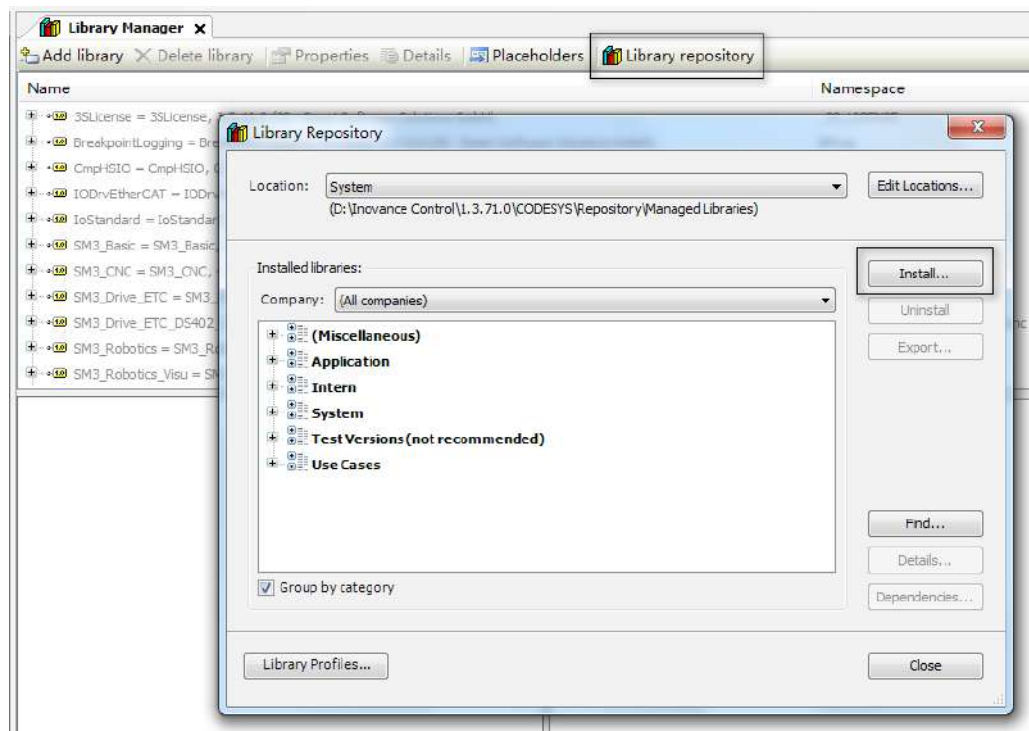 Library Manager
Add library Delete library Properties Details Placeholders Library repository
Name Namespace
3SLicense = 3SLicense,
BreakpointLogging = Bre
CmpHSIO = CmpHSIO,
IODrvEtherCAT = IODrv
IoStandard = IoStandar
SM3_Basic = SM3_Basic,
SM3_CNC = SM3_CNC,
SM3_Drive_ETC = SM3_
SM3_Drive_ETC_DS402_
SM3_Robotics = SM3_Ro
SM3_Robotics_Visu = SM
Library Repository
Location: System Edit Locations...
(D:\Inovance Control\1.3.71.0\CODESYS\Repository\Managed Libraries)
Installed libraries:
Install...
Company: (All companies)
Uninstall
(Miscellaneous)
Export...
Application
Intern
System
Test Versions(not recommended)
Use Cases
Find...
Details...
Group by category
Dependencies...
Library Profiles... Close